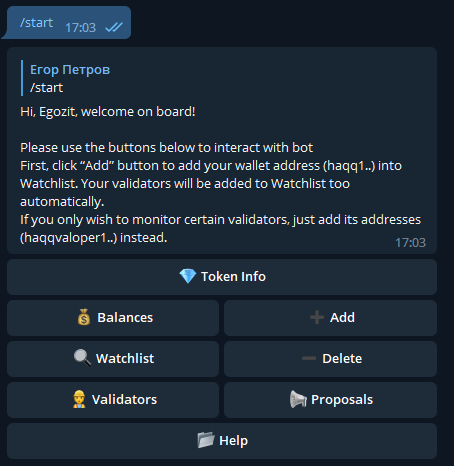 /start
17:03
Егор Петров
/start
Hi, Egozit, welcome on board!
Please use the buttons below to interact with bot
First, click “Add” button to add your wallet address (haqq1..) into
Watchlist. Your validators will be added to Watchlist too
automatically.
If you only wish to monitor certain validators, just add its addresses
(haqqvaloper1..) instead.
17:03
Token Info
Balances
Add
Watchlist
Delete
Validators
Proposals
Help